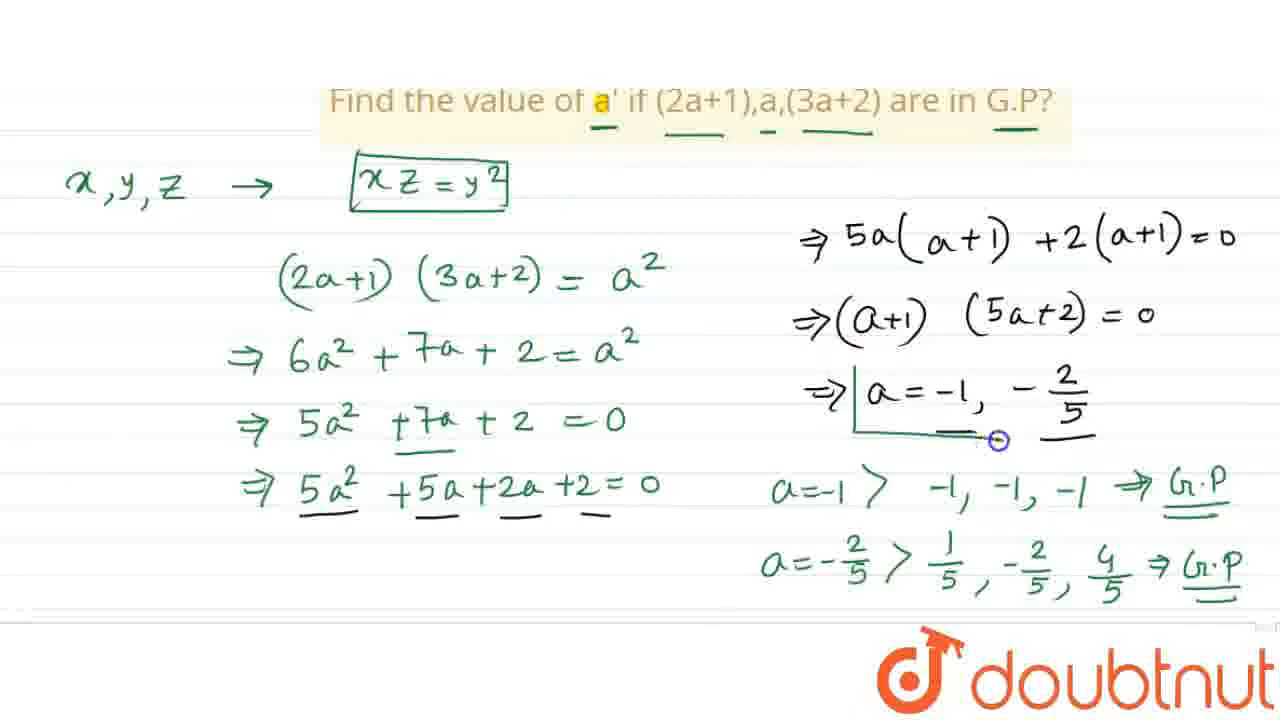 Find the value of a' if (2a+1),a,(3a+2) are in G.P?
x, y, z → xz = y²
(2a+1) (3a+2) = a²
⇒ 6a² + 7a + 2 = a²
⇒ 5a² + 7a + 2 = 0
⇒ 5a² + 5a + 2a + 2 = 0
⇒ 5a(a+1) + 2(a+1) = 0
⇒ (a+1) (5a+2) = 0
⇒ a = -1, -2/5
a = -1 > -1, -1, -1 ⇒ G.P
a = -2/5 > 1/5, -2/5, 4/5 ⇒ G.P
doubtnut